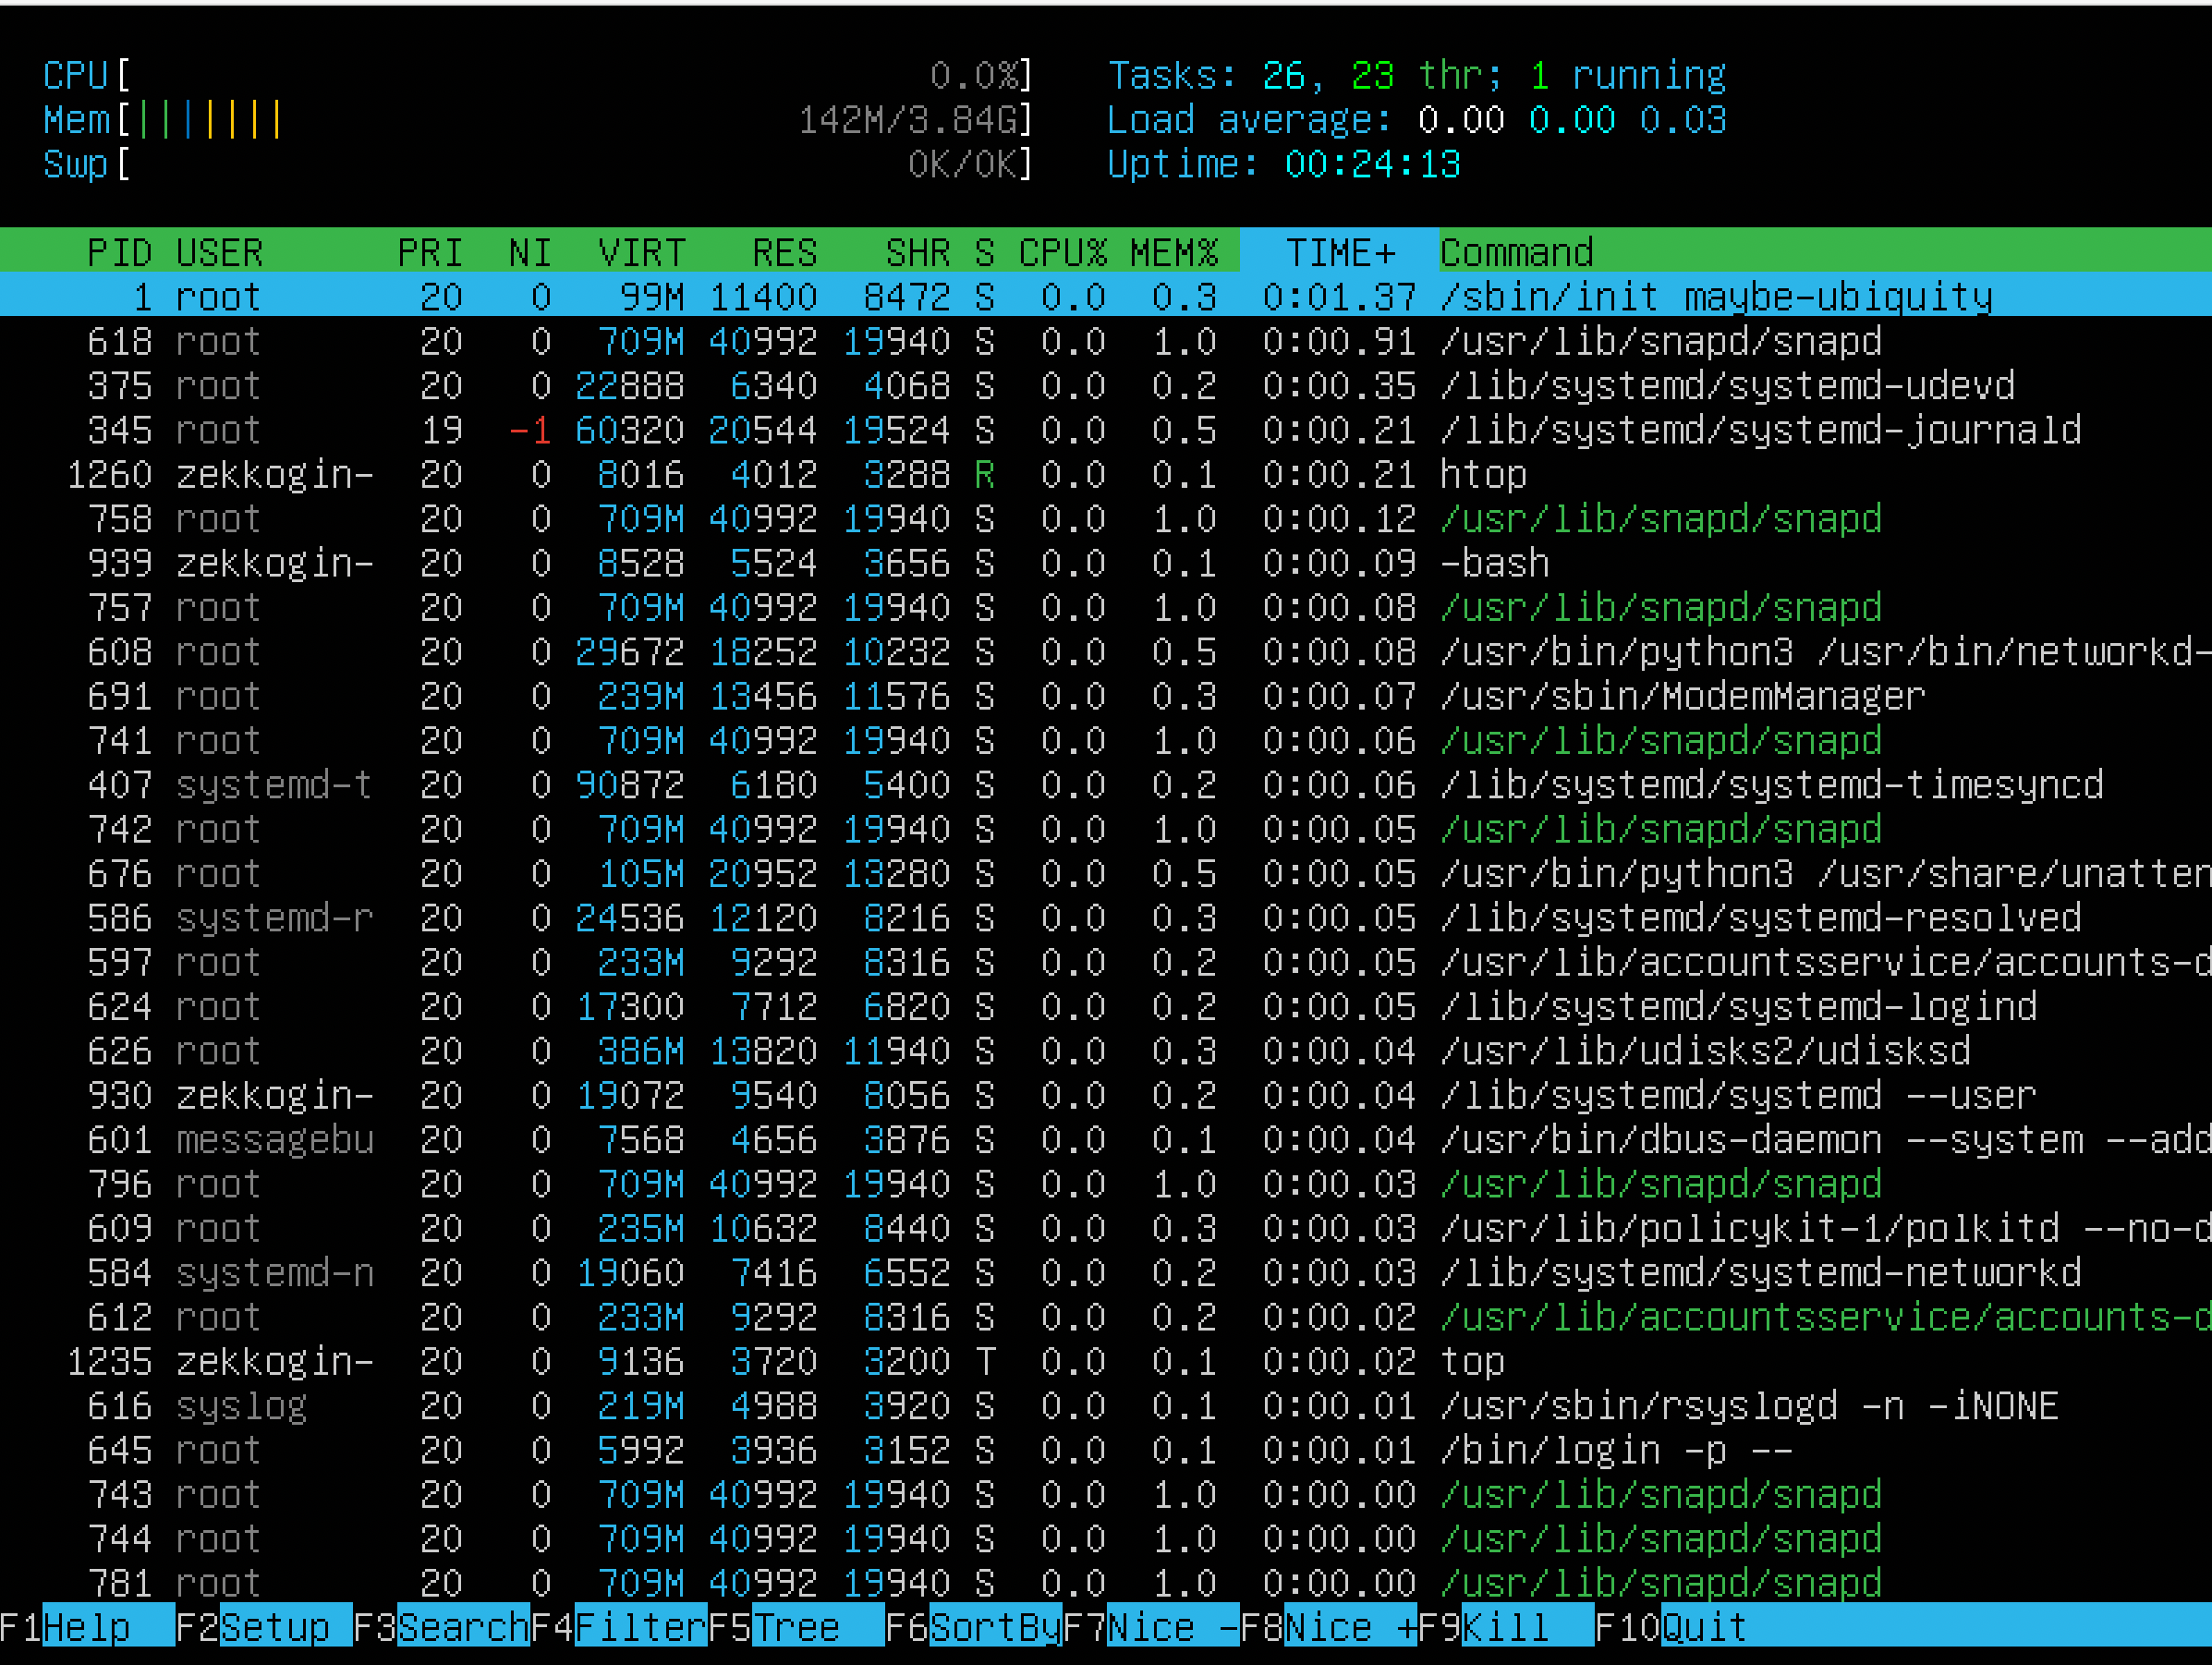 CPU[ 0.0%] Tasks: 26, 23 thr; 1 running
Mem[||||||| 142M/3.84G] Load average: 0.00 0.00 0.03
Swp[ 0K/0K] Uptime: 00:24:13
PID USER PRI NI VIRT RES SHR S CPU% MEM% TIME+ Command
1 root 20 0 99M 11400 8472 S 0.0 0.3 0:01.37 /sbin/init maybe-ubiquity
618 root 20 0 709M 40992 19940 S 0.0 1.0 0:00.91 /usr/lib/snapd/snapd
375 root 20 0 22888 6340 4068 S 0.0 0.2 0:00.35 /lib/systemd/systemd-udevd
345 root 19 -1 60320 20544 19524 S 0.0 0.5 0:00.21 /lib/systemd/systemd-journald
1260 zekkogin- 20 0 8016 4012 3288 R 0.0 0.1 0:00.21 htop
758 root 20 0 709M 40992 19940 S 0.0 1.0 0:00.12 /usr/lib/snapd/snapd
939 zekkogin- 20 0 8528 5524 3656 S 0.0 0.1 0:00.09 -bash
757 root 20 0 709M 40992 19940 S 0.0 1.0 0:00.08 /usr/lib/snapd/snapd
608 root 20 0 29672 18252 10232 S 0.0 0.5 0:00.08 /usr/bin/python3 /usr/bin/networkd-
691 root 20 0 239M 13456 11576 S 0.0 0.3 0:00.07 /usr/sbin/ModemManager
741 root 20 0 709M 40992 19940 S 0.0 1.0 0:00.06 /usr/lib/snapd/snapd
407 systemd-t 20 0 90872 6180 5400 S 0.0 0.2 0:00.06 /lib/systemd/systemd-timesyncd
742 root 20 0 709M 40992 19940 S 0.0 1.0 0:00.05 /usr/lib/snapd/snapd
676 root 20 0 105M 20952 13280 S 0.0 0.5 0:00.05 /usr/bin/python3 /usr/share/unatten
586 systemd-r 20 0 24536 12120 8216 S 0.0 0.3 0:00.05 /lib/systemd/systemd-resolved
597 root 20 0 233M 9292 8316 S 0.0 0.2 0:00.05 /usr/lib/accountsservice/accounts-d
624 root 20 0 17300 7712 6820 S 0.0 0.2 0:00.05 /lib/systemd/systemd-logind
626 root 20 0 386M 13820 11940 S 0.0 0.3 0:00.04 /usr/lib/udisks2/udisksd
930 zekkogin- 20 0 19072 9540 8056 S 0.0 0.2 0:00.04 /lib/systemd/systemd --user
601 messagebu 20 0 7568 4656 3876 S 0.0 0.1 0:00.04 /usr/bin/dbus-daemon --system --add
796 root 20 0 709M 40992 19940 S 0.0 1.0 0:00.03 /usr/lib/snapd/snapd
609 root 20 0 235M 10632 8440 S 0.0 0.3 0:00.03 /usr/lib/policykit-1/polkitd --no-d
584 systemd-n 20 0 19060 7416 6552 S 0.0 0.2 0:00.03 /lib/systemd/systemd-networkd
612 root 20 0 233M 9292 8316 S 0.0 0.2 0:00.02 /usr/lib/accountsservice/accounts-d
1235 zekkogin- 20 0 9136 3720 3200 T 0.0 0.1 0:00.02 top
616 syslog 20 0 219M 4988 3920 S 0.0 0.1 0:00.01 /usr/sbin/rsyslogd -n -iNONE
645 root 20 0 5992 3936 3152 S 0.0 0.1 0:00.01 /bin/login -p --
743 root 20 0 709M 40992 19940 S 0.0 1.0 0:00.00 /usr/lib/snapd/snapd
744 root 20 0 709M 40992 19940 S 0.0 1.0 0:00.00 /usr/lib/snapd/snapd
781 root 20 0 709M 40992 19940 S 0.0 1.0 0:00.00 /usr/lib/snapd/snapd
F1Help F2Setup F3SearchF4FilterF5Tree F6SortByF7Nice -F8Nice +F9Kill F10Quit